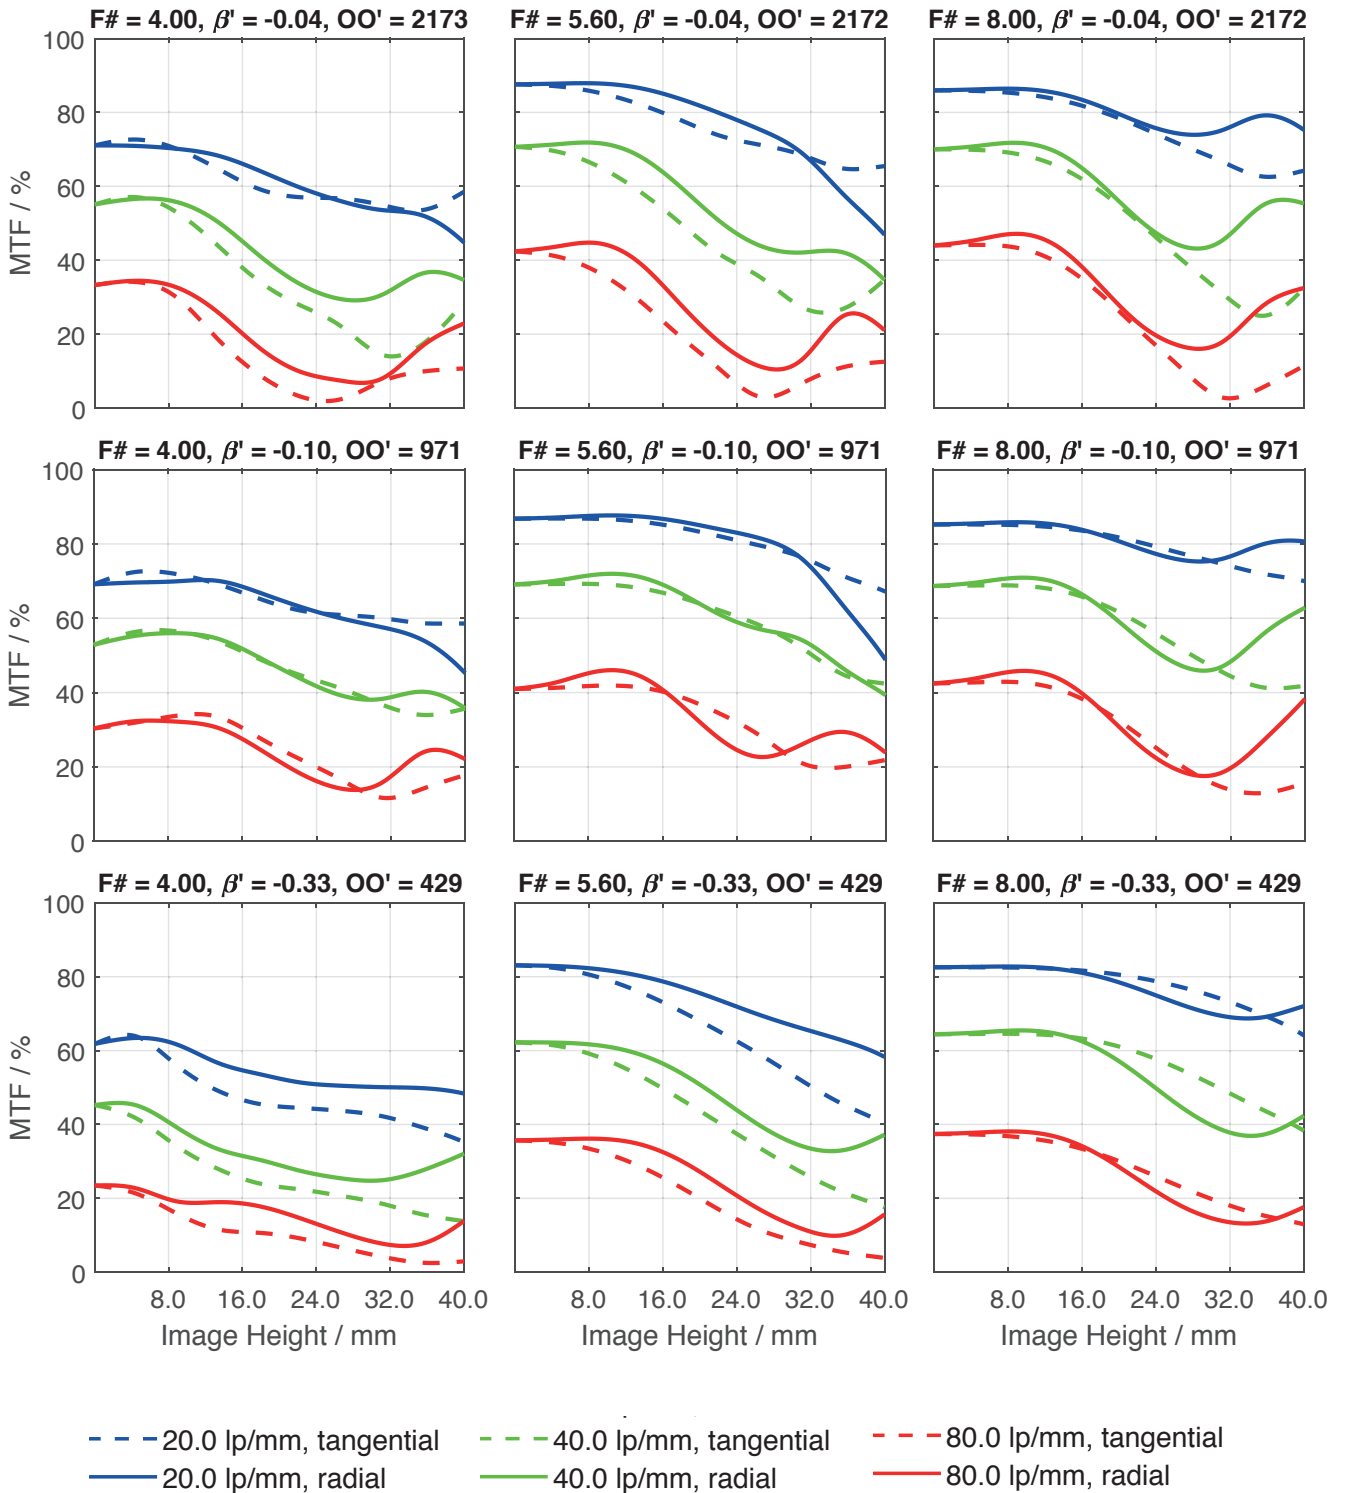 F# = 4.00, β' = -0.04, OO' = 2173
F# = 5.60, β' = -0.04, OO' = 2172
F# = 8.00, β' = -0.04, OO' = 2172
100
80
60
40
20
0
MTF / %
F# = 4.00, β' = -0.10, OO' = 971
F# = 5.60, β' = -0.10, OO' = 971
F# = 8.00, β' = -0.10, OO' = 971
100
80
60
40
20
0
MTF / %
F# = 4.00, β' = -0.33, OO' = 429
F# = 5.60, β' = -0.33, OO' = 429
F# = 8.00, β' = -0.33, OO' = 429
100
80
60
40
20
0
MTF / %
8.0 16.0 24.0 32.0 40.0
8.0 16.0 24.0 32.0 40.0
8.0 16.0 24.0 32.0 40.0
Image Height / mm
Image Height / mm
Image Height / mm
20.0 lp/mm, tangential
40.0 lp/mm, tangential
80.0 lp/mm, tangential
20.0 lp/mm, radial
40.0 lp/mm, radial
80.0 lp/mm, radial